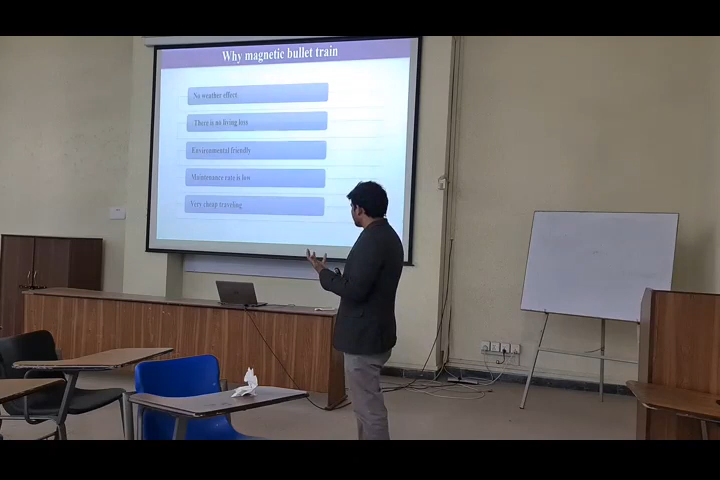 Why magnetic bullet train
No weather effect
There is no living loss
Environmental friendly
Maintenance rate is low
Very cheap traveling